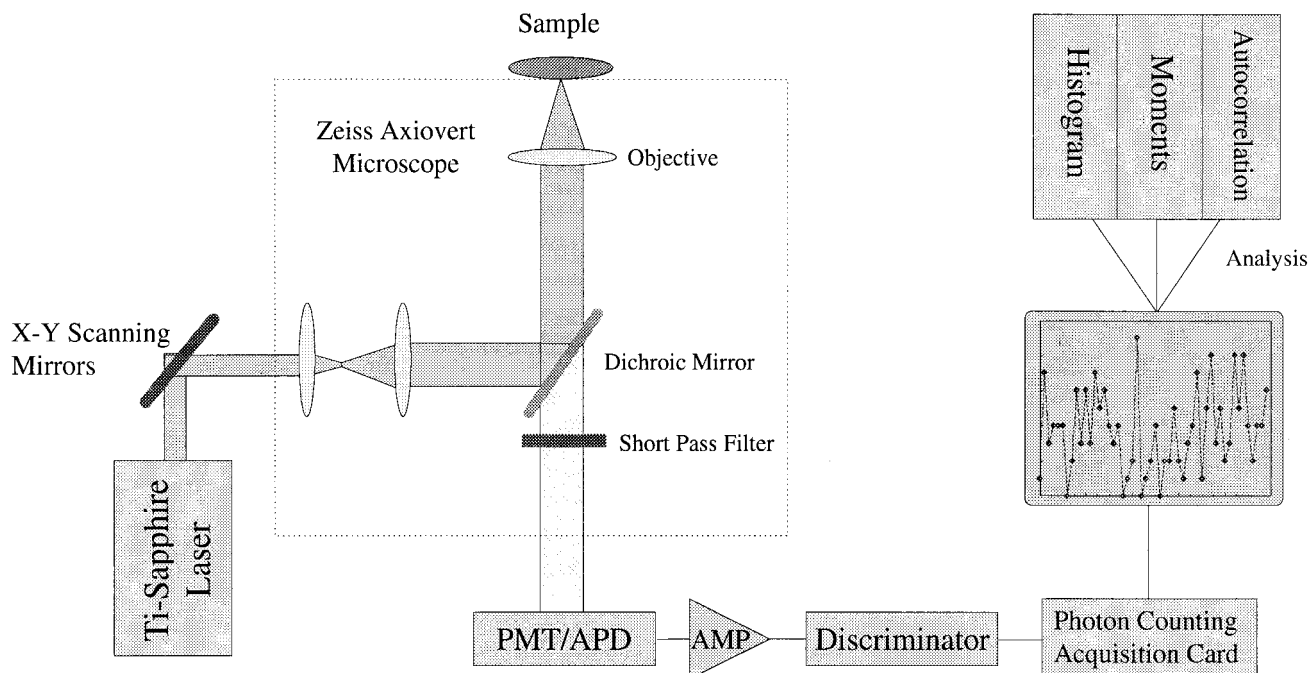 Sample
Zeiss Axiovert
Microscope
Objective
X-Y Scanning
Mirrors
Dichroic Mirror
Short Pass Filter
Ti-Sapphire
Laser
PMT/APD
AMP
Discriminator
Photon Counting
Acquisition Card
Histogram
Moments
Autocorrelation
Analysis